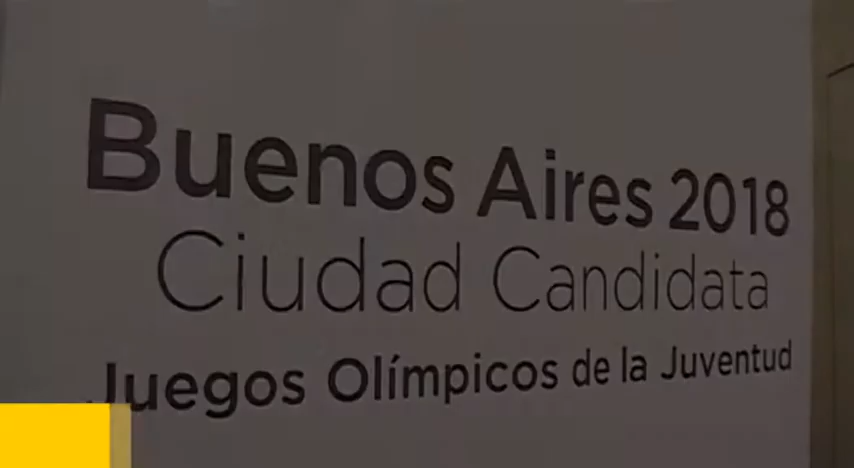 Buenos Aires 2018
Ciudad Candidata
Juegos Olímpicos de la Juventud